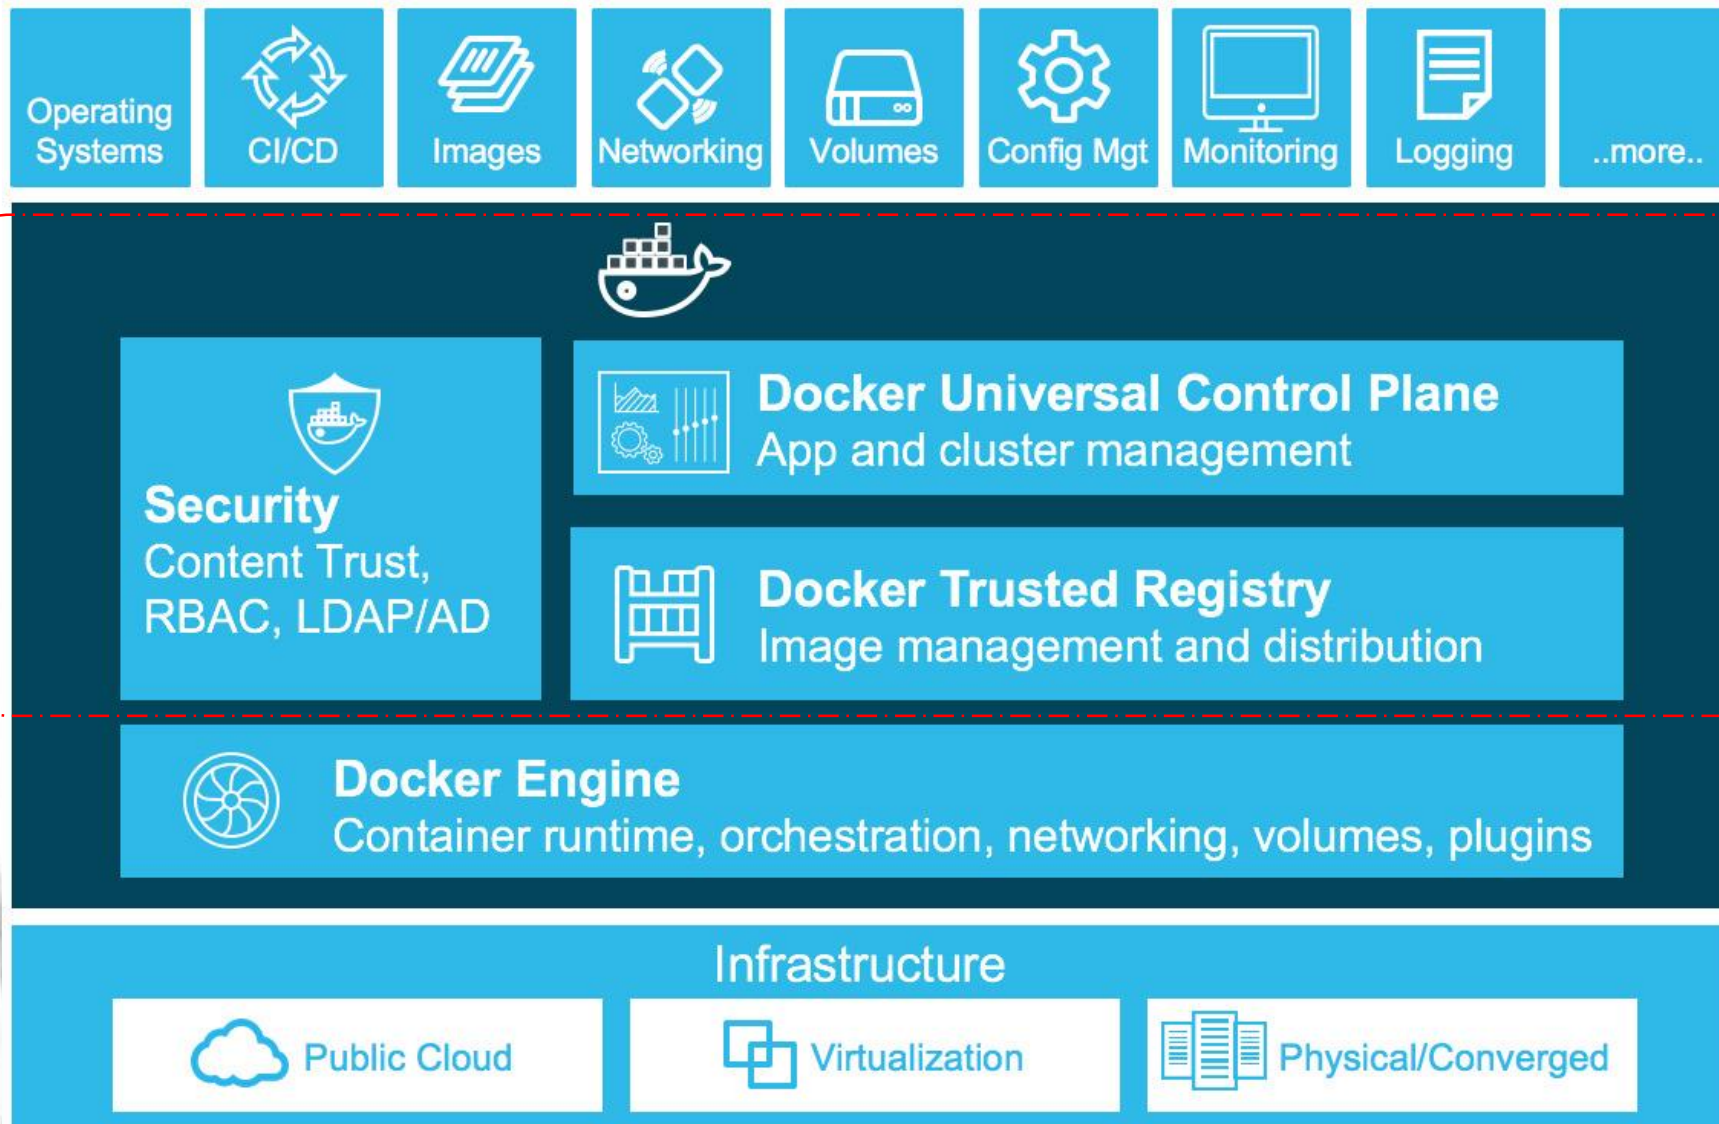 Operating
Systems
CI/CD
Images
Networking
Volumes
Config Mgt
Monitoring
Logging
..more..
Security
Content Trust,
RBAC, LDAP/AD
Docker Universal Control Plane
App and cluster management
Docker Trusted Registry
Image management and distribution
Docker Engine
Container runtime, orchestration, networking, volumes, plugins
Infrastructure
Public Cloud
Virtualization
Physical/Converged